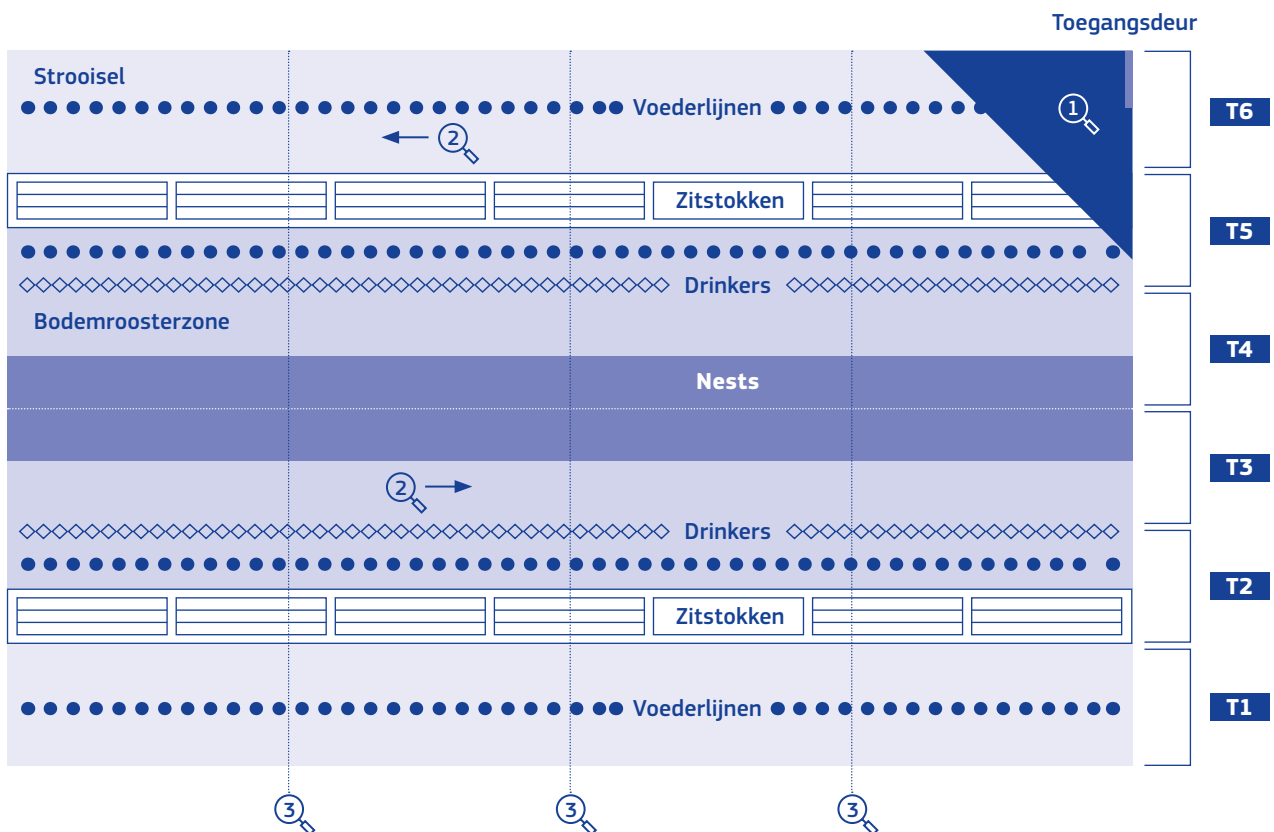 Toegangsdeur
Strooisel
Voederlijnen
1
T6
2
Zitstokken
T5
Drinkers
Bodemroosterzone
T4
Nests
T3
2
Drinkers
T2
Zitstokken
Voederlijnen
T1
3
3
3